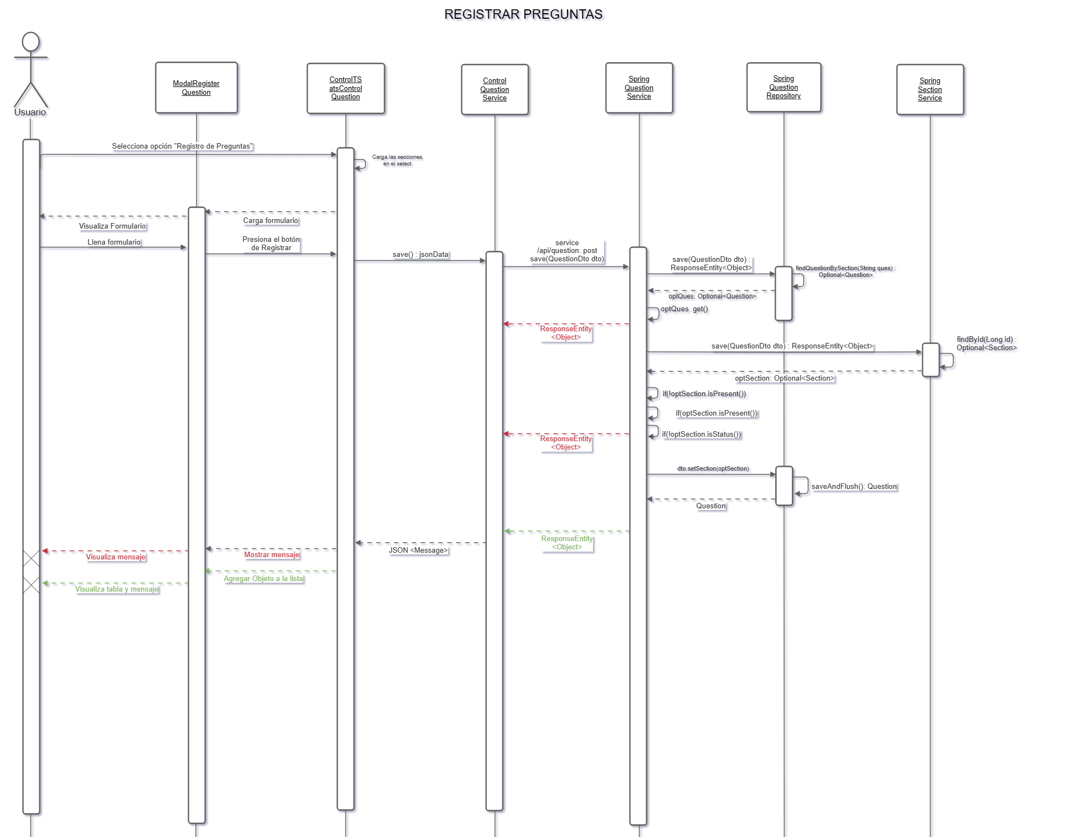 REGISTRAR PREGUNTAS
Usuario
ModalRegister
Question
ControlTS
atsControl
Question
Control
Question
Service
Spring
Question
Service
Spring
Question
Repository
Spring
Section
Service
Selecciona opción "Registro de Preguntas"
Carga las secciones
en el select.
Carga formulario
Visualiza Formulario
Llena formulario
Presiona el botón
de Registrar
save() : jsonData
service
/api/question: post
save(QuestionDto dto)
save(QuestionDto dto) :
ResponseEntity<Object>
findQuestionBySection(String ques) :
Optional<Question>
optQues: Optional<Question>
optQues. get()
ResponseEntity
<Object>
save(QuestionDto dto) : ResponseEntity<Object>
findById(Long id) :
Optional<Section>
optSection: Optional<Section>
if(!optSection.isPresent())
if(optSection.isPresent())
if(!optSection.isStatus())
ResponseEntity
<Object>
dto.setSection(optSection)
saveAndFlush(): Question
Question
ResponseEntity
<Object>
JSON <Message>
Mostrar mensaje
Visualiza mensaje
Agregar Objeto a la lista
Visualiza tabla y mensaje